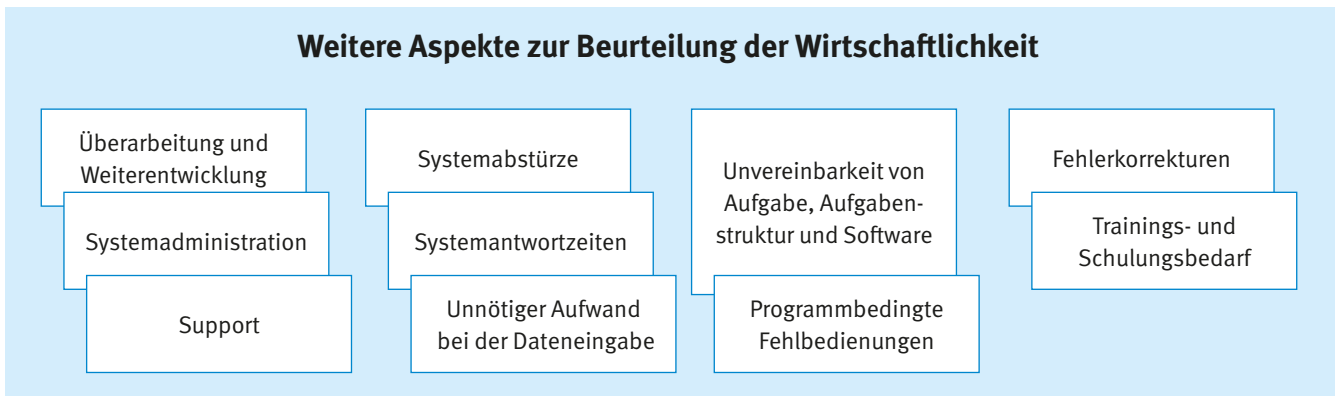 Weitere Aspekte zur Beurteilung der Wirtschaftlichkeit
Überarbeitung und
Weiterentwicklung
Systemadministration
Support
Systemabstürze
Systemantwortzeiten
Unnötiger Aufwand
bei der Dateneingabe
Unvereinbarkeit von
Aufgabe, Aufgaben-
struktur und Software
Programmbedingte
Fehlbedienungen
Fehlerkorrekturen
Trainings- und
Schulungsbedarf